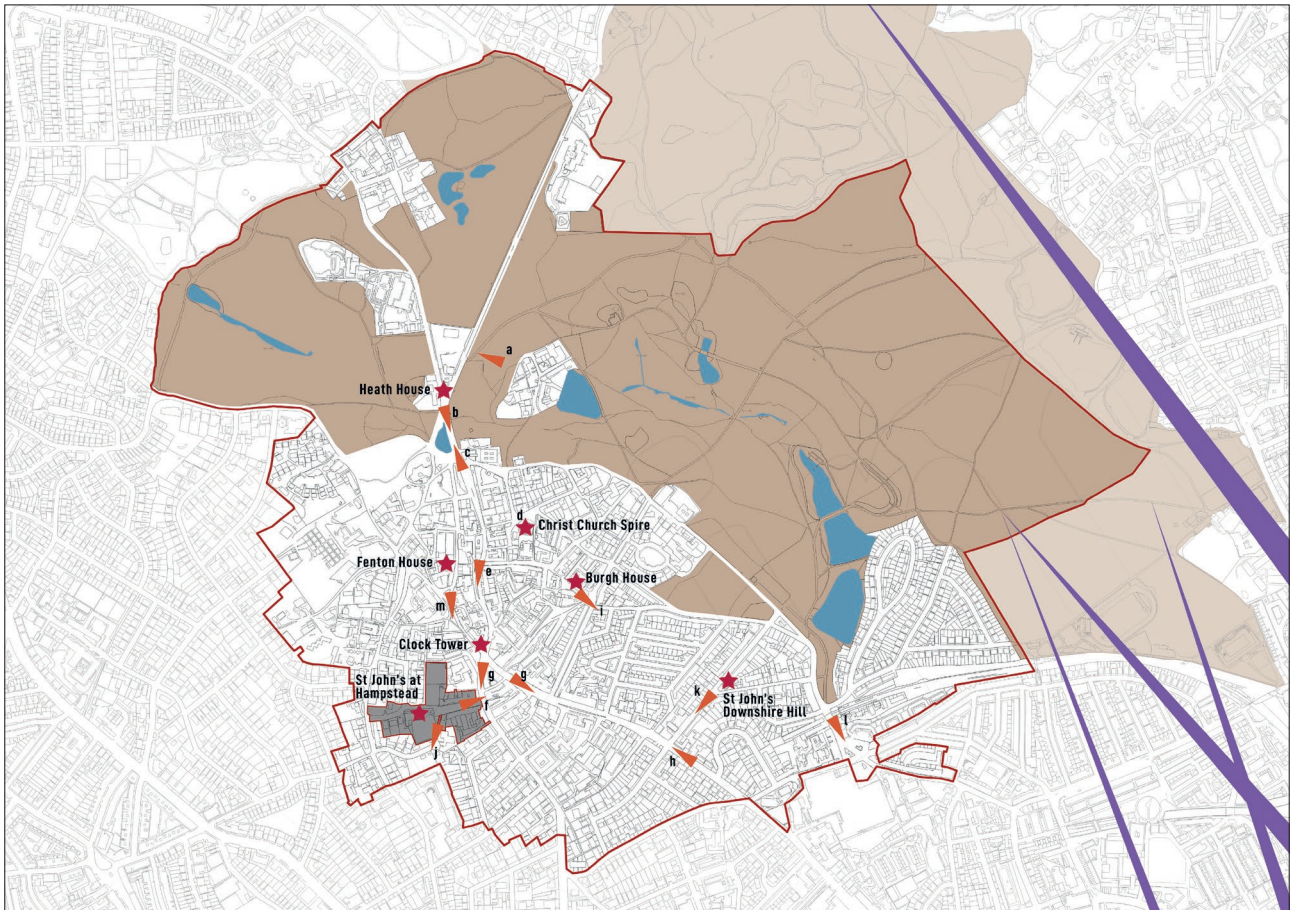 a
Heath House
b
c
d
Christ Church Spire
Fenton House
e
Burgh House
m
i
Clock Tower
St John's at
Hampstead
g
g
k
St John's
Downshire Hill
f
l
j
h